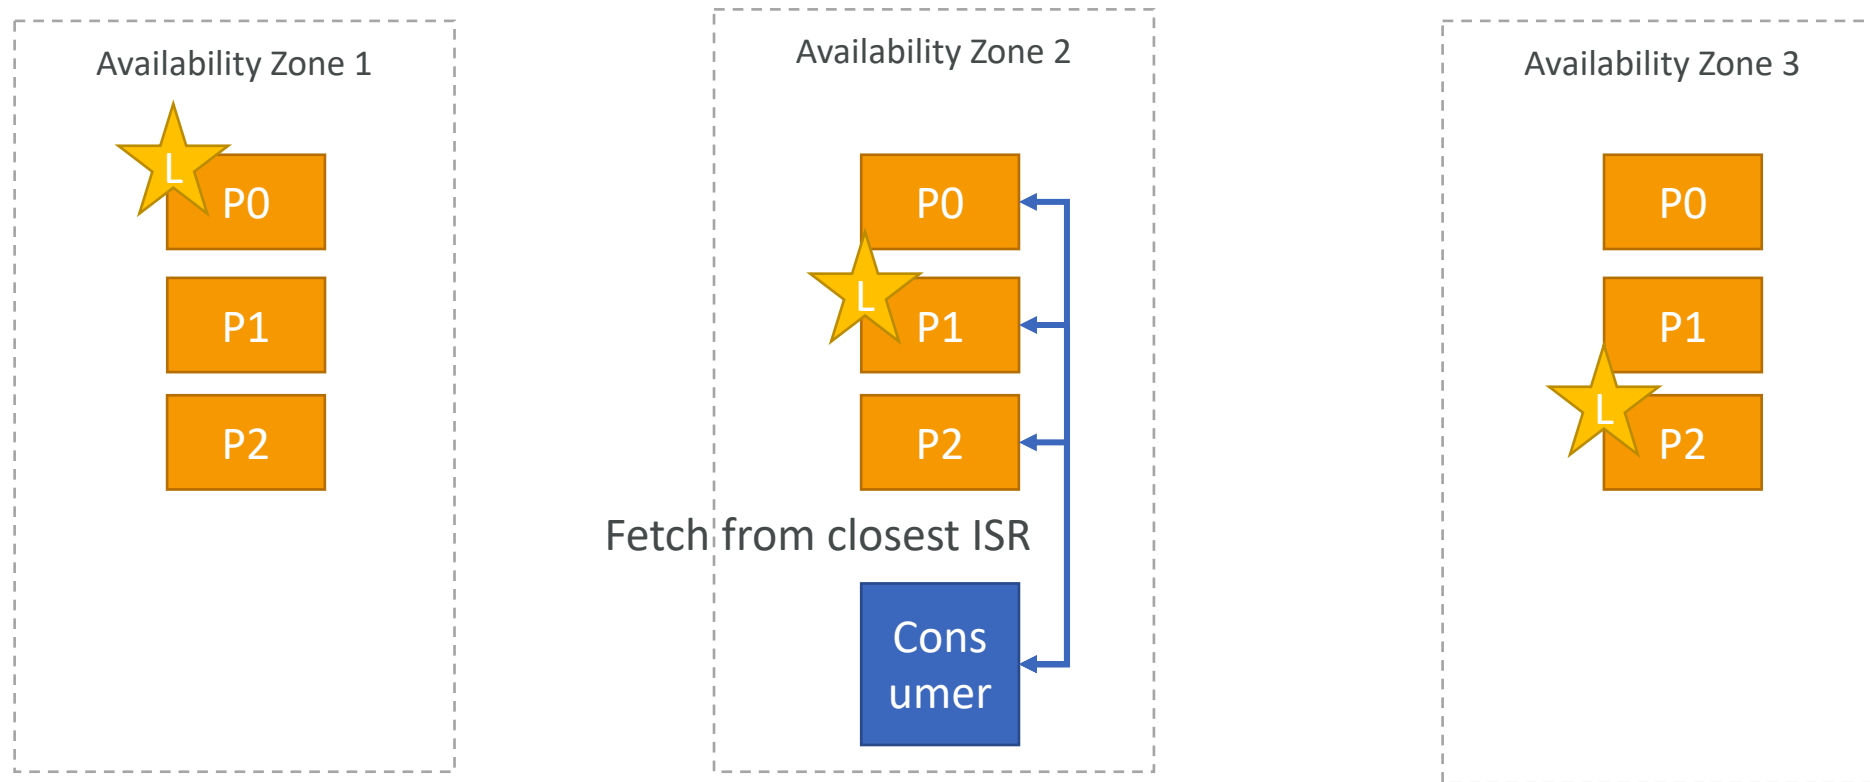 Availability Zone 1
L
P0
P1
P2
Availability Zone 2
P0
L
P1
P2
Fetch from closest ISR
Cons
umer
Availability Zone 3
P0
P1
L
P2